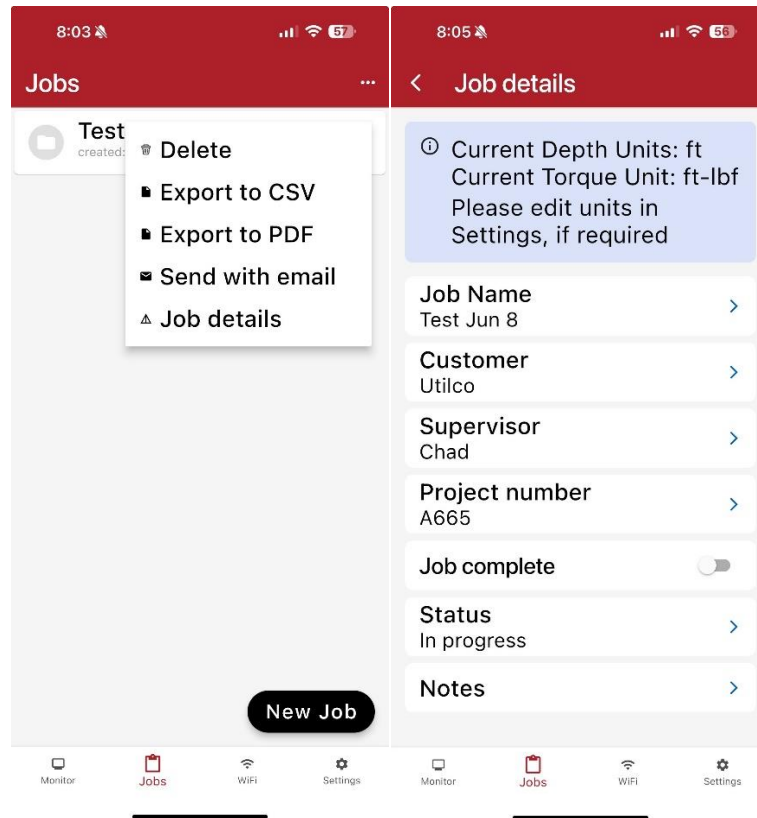 8:03
57
Jobs
Test
created:
Delete
Export to CSV
Export to PDF
Send with email
Job details
New Job
Monitor
Jobs
WiFi
Settings
8:05
56
Job details
Current Depth Units: ft
Current Torque Unit: ft-lbf
Please edit units in
Settings, if required
Job Name
Test Jun 8
Customer
Utilco
Supervisor
Chad
Project number
A665
Job complete
Status
In progress
Notes
Monitor
Jobs
WiFi
Settings